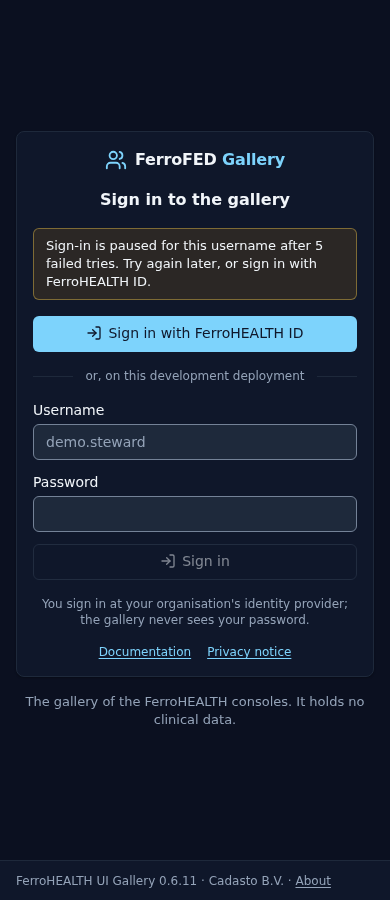 FerroFED Gallery
Sign in to the gallery
Sign-in is paused for this username after 5
failed tries. Try again later, or sign in with
FerroHEALTH ID.
Sign in with FerroHEALTH ID
or, on this development deployment
Username
demo.steward
Password
Sign in
You sign in at your organisation's identity provider;
the gallery never sees your password.
Documentation Privacy notice
The gallery of the FerroHEALTH consoles. It holds no
clinical data.
FerroHEALTH UI Gallery 0.6.11 · Cadasto B.V. · About